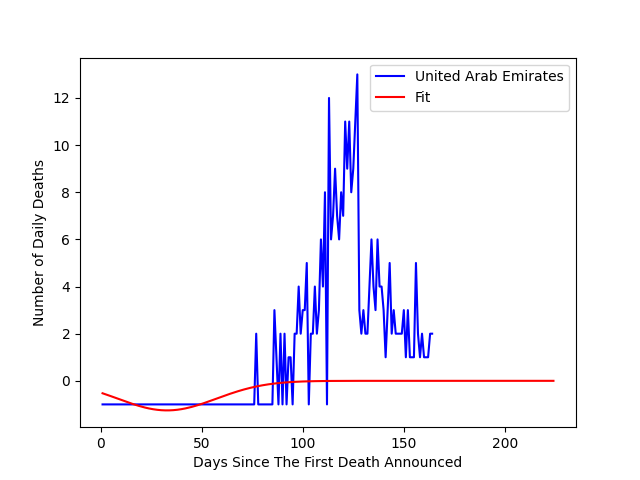 United Arab Emirates
Fit
12
10
8
6
4
2
0
Number of Daily Deaths
0 50 100 150 200
Days Since The First Death Announced